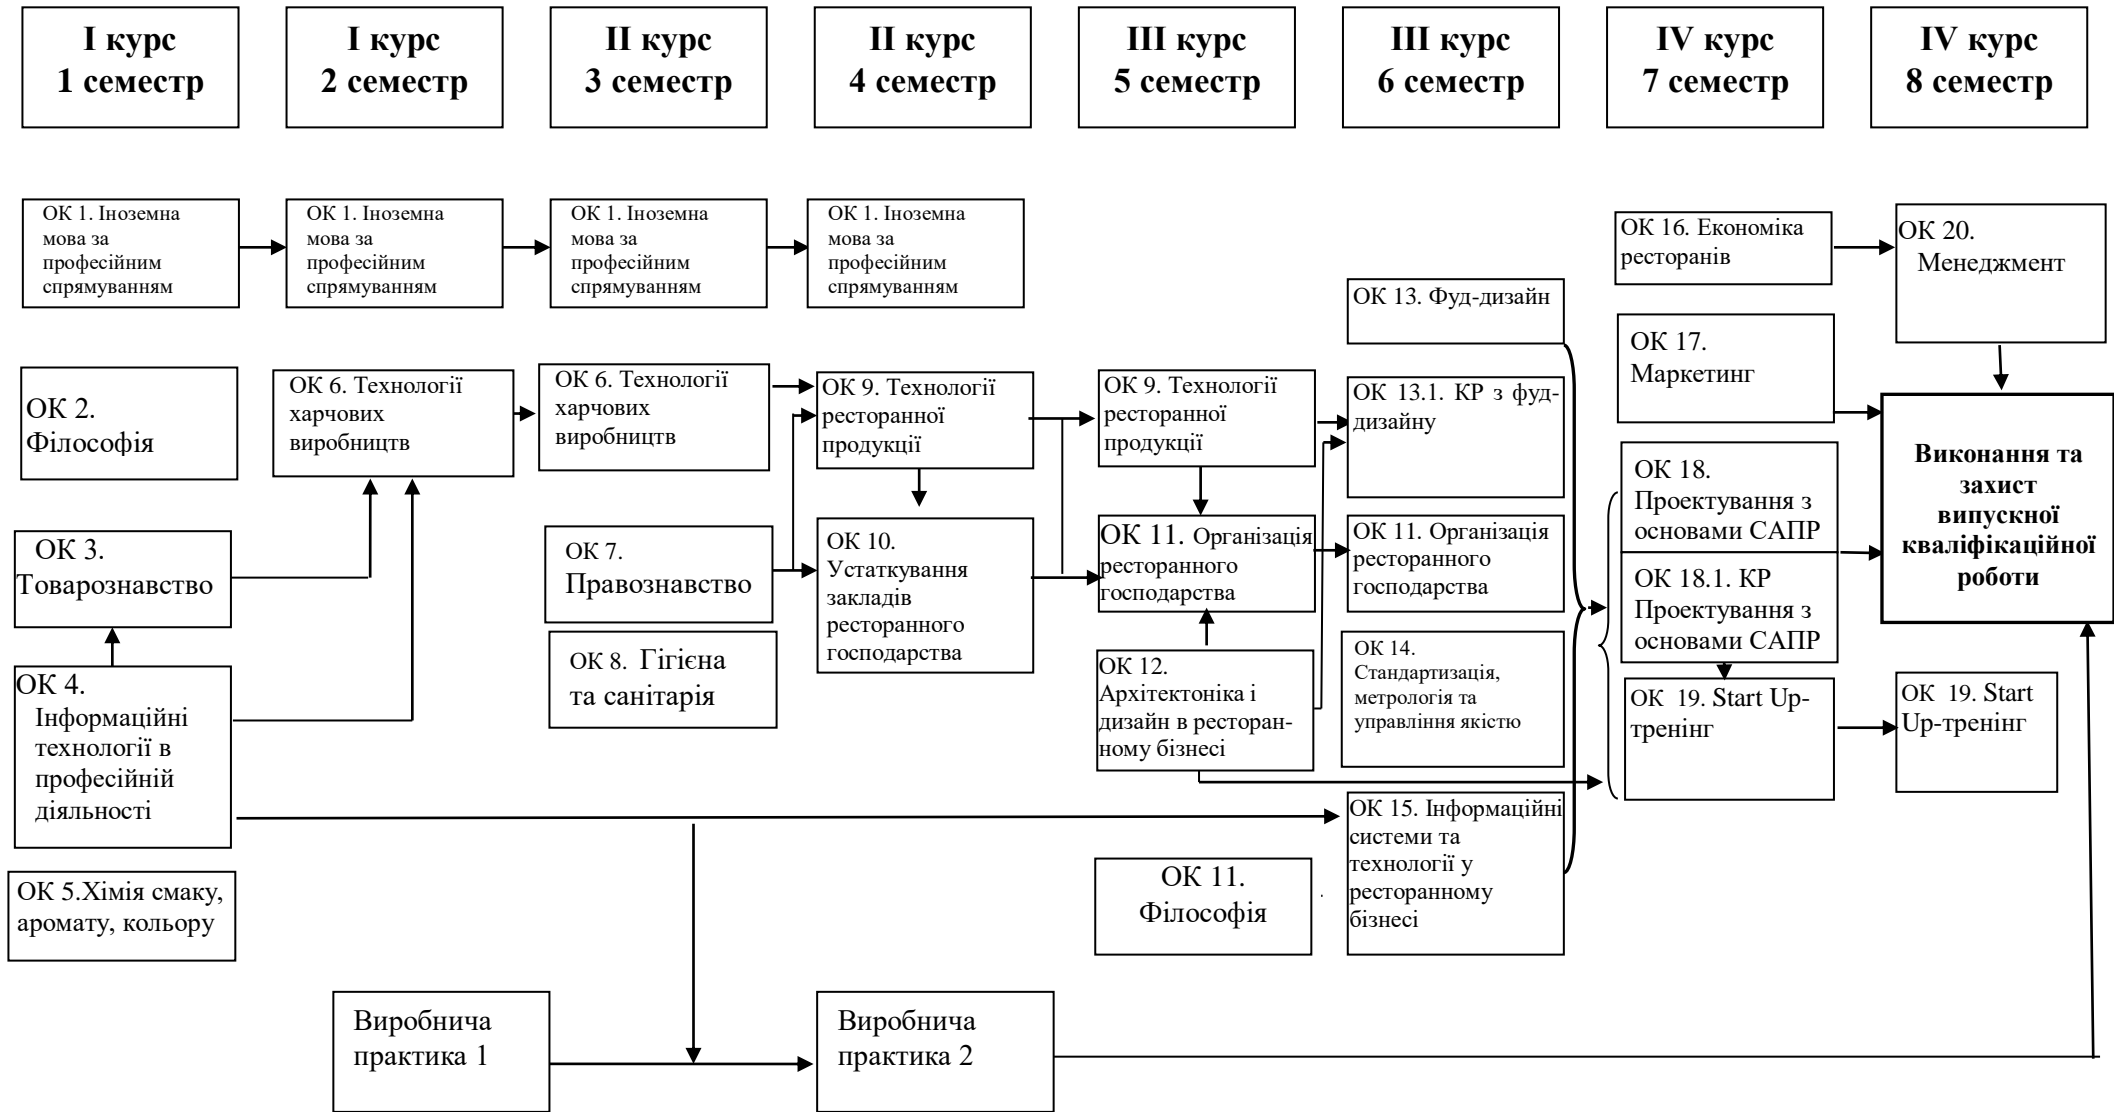 I курс
1 семестр
I курс
2 семестр
II курс
3 семестр
II курс
4 семестр
III курс
5 семестр
III курс
6 семестр
IV курс
7 семестр
IV курс
8 семестр
ОК 1. Іноземна
мова за
професійним
спрямуванням
ОК 1. Іноземна
мова за
професійним
спрямуванням
ОК 1. Іноземна
мова за
професійним
спрямуванням
ОК 1. Іноземна
мова за
професійним
спрямуванням
ОК 16. Економіка
ресторанів
ОК 20.
Менеджмент
ОК 13. Фуд-дизайн
ОК 17.
Маркетинг
ОК 2.
Філософія
ОК 6. Технології
харчових
виробництв
ОК 6. Технології
харчових
виробництв
ОК 9. Технології
ресторанної
продукції
ОК 9. Технології
ресторанної
продукції
ОК 13.1. КР з фуд-
дизайну
Виконання та
захист
випускної
кваліфікаційної
роботи
ОК 18.
Проектування з
основами САПР
ОК 3.
Товарознавство
ОК 7.
Правознавство
ОК 10.
Устаткування
закладів
ресторанного
господарства
ОК 11. Організація
ресторанного
господарства
ОК 11. Організація
ресторанного
господарства
ОК 18.1. КР
Проектування з
основами САПР
ОК 4.
Інформаційні
технології в
професійній
діяльності
ОК 8. Гігієна
та санітарія
ОК 12.
Архітектоніка і
дизайн в ресторан-
ному бізнесі
ОК 14.
Стандартизація,
метрологія та
управління якістю
ОК 19. Start Up-
тренінг
ОК 19. Start
Up-тренінг
ОК 15. Інформаційні
системи та
технології у
ресторанному
бізнесі
ОК 5.Хімія смаку,
аромату, кольору
ОК 11.
Філософія
Виробнича
практика 1
Виробнича
практика 2